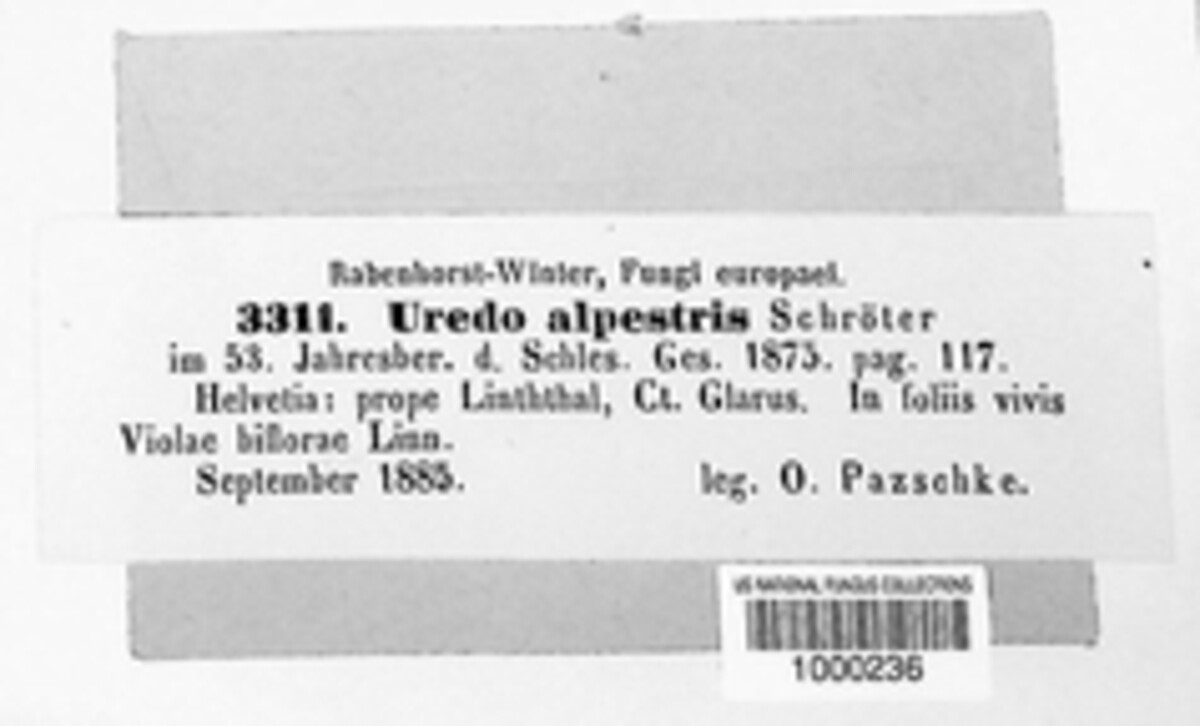 Rabenhorst-Winter, Fungi europaei.
3311. Uredo alpestris Schröter
im 53. Jahresber. d. Schles. Ges. 1875. pag. 117.
Helvetia: prope Linththal, Ct. Glarus. In foliis vivis
Violae biflorae Linn.
September 1885. leg. O. Pazschke.
US NATIONAL FUNGUS COLLECTIONS
1000236